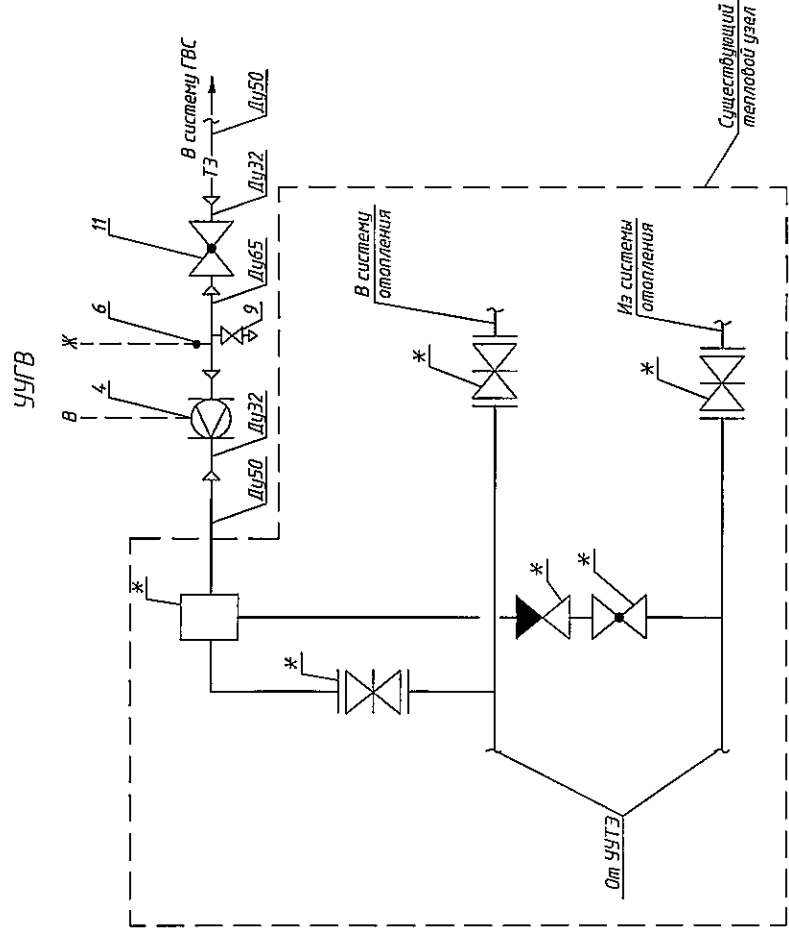 УУГВ
В
Ж
4
6
11
В систему ГВС
Т3
Ду50
Ду32
Ду65
9
Ду32
Ду50
*
*
*
*
*
*
В систему
отопления
Из системы
отопления
От УУТЭ
Существующий
тепловой узел